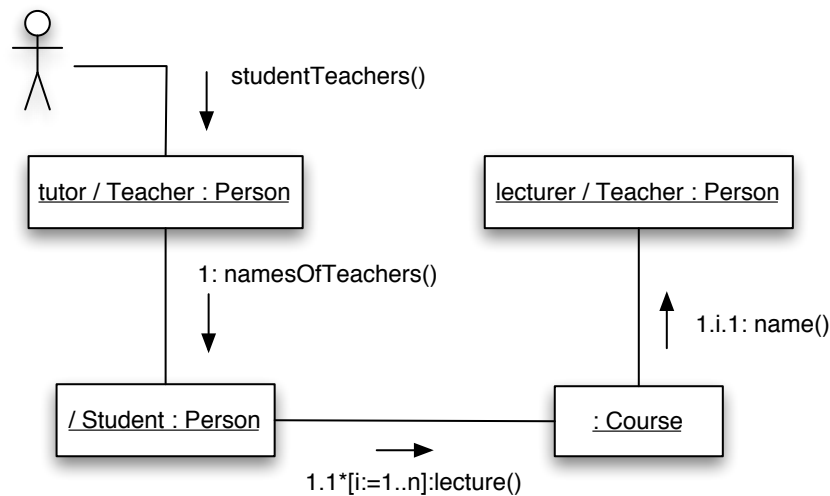 studentTeachers()
tutor / Teacher : Person
lecturer / Teacher : Person
1: namesOfTeachers()
1.i.1: name()
/ Student : Person
: Course
1.1*[i:=1..n]:lecture()